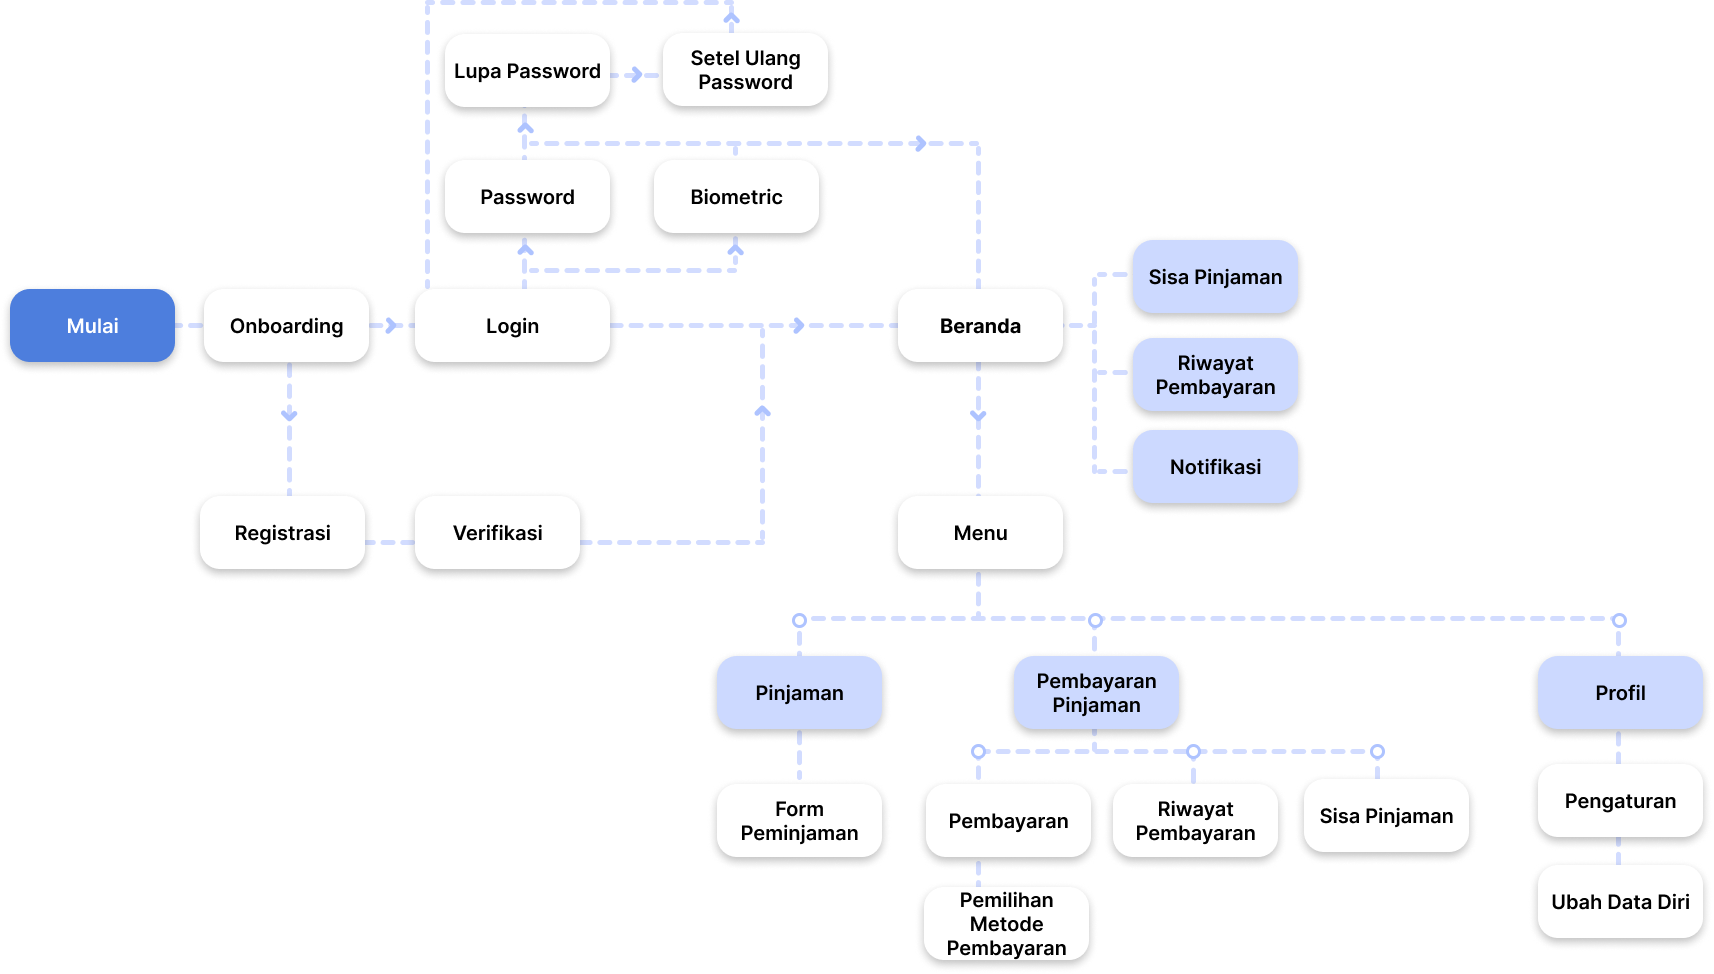 Lupa Password
Setel Ulang
Password
Password
Biometric
Mulai
Onboarding
Login
Beranda
Sisa Pinjaman
Riwayat
Pembayaran
Notifikasi
Registrasi
Verifikasi
Menu
Pinjaman
Pembayaran
Pinjaman
Profil
Form
Peminjaman
Pembayaran
Riwayat
Pembayaran
Sisa Pinjaman
Pengaturan
Pemilihan
Metode
Pembayaran
Ubah Data Diri